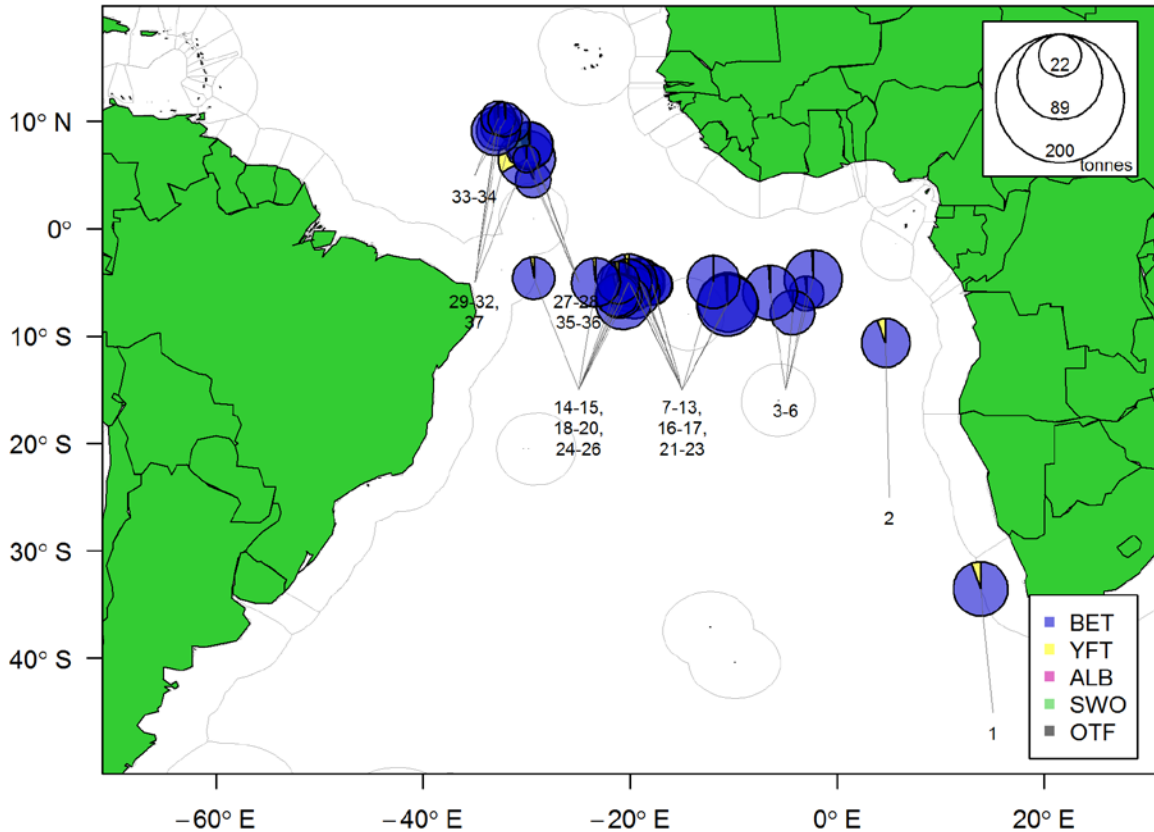 22
89
200
tonnes
10° N
0°
10° S
20° S
30° S
40° S
33-34
29-32,
37
27-28
35-36
14-15,
18-20,
24-26
7-13,
16-17,
21-23
3-6
2
1
BET
YFT
ALB
SWO
OTF
−60° E
−40° E
−20° E
0° E
20° E